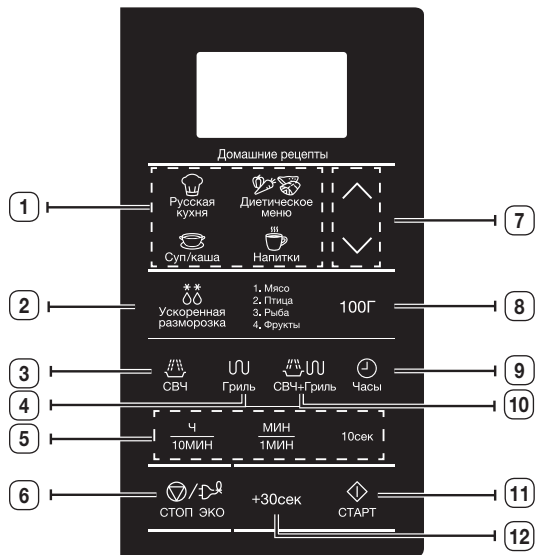 Домашние рецепты
Русская кухня
Диетическое меню
Суп/каша
Напитки
Ускоренная разморозка
1. Мясо
2. Птица
3. Рыба
4. Фрукты
100Г
СВЧ
Гриль
СВЧ+Гриль
Часы
Ч
10МИН
МИН
1МИН
10сек
СТОП ЭКО
+30сек
СТАРТ
1
2
3
4
5
6
7
8
9
10
11
12